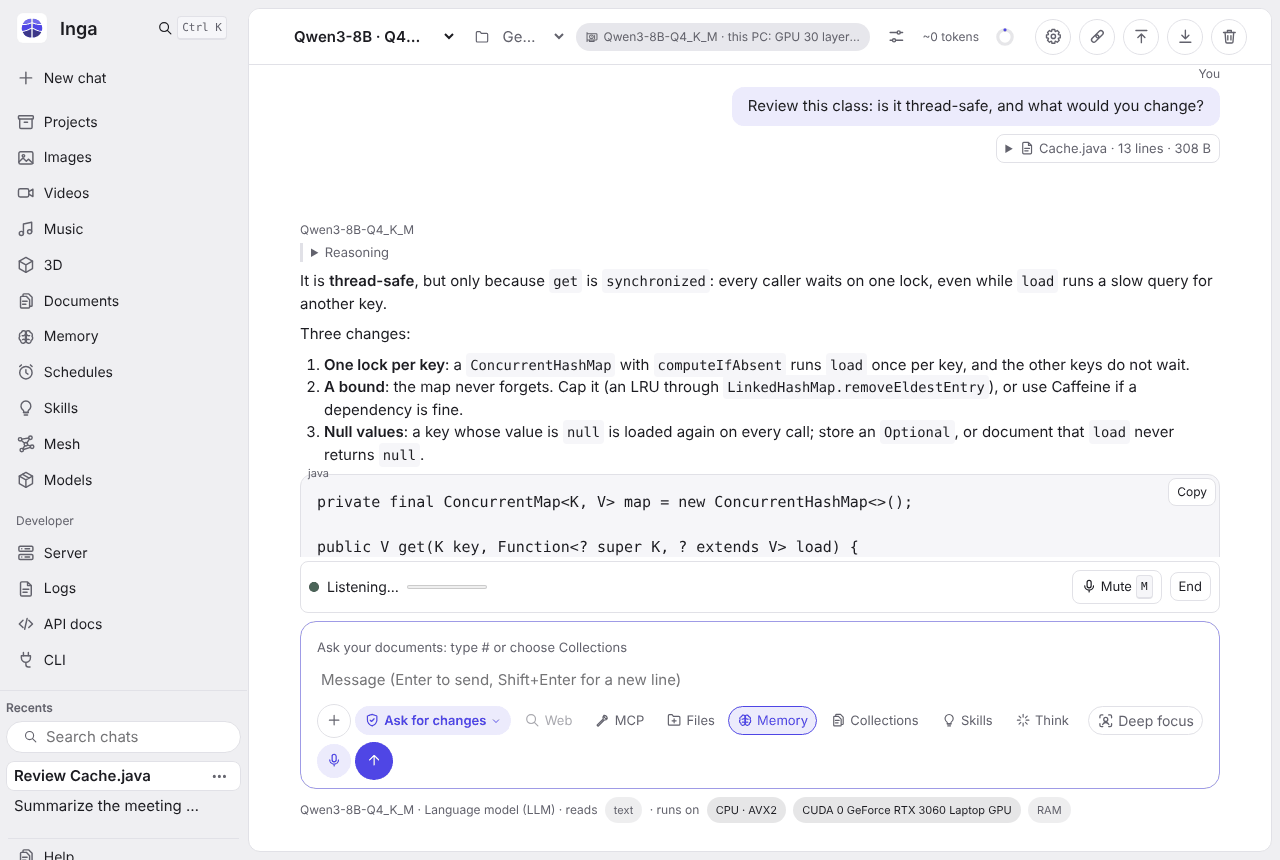 Inga
Ctrl K
New chat
Projects
Images
Videos
Music
3D
Documents
Memory
Schedules
Skills
Mesh
Models
Developer
Server
Logs
API docs
CLI
Recents
Search chats
Review Cache.java
Summarize the meeting ...
Help
Qwen3-8B · Q4...
Ge...
Qwen3-8B-Q4_K_M · this PC: GPU 30 layer...
~0 tokens
You
Review this class: is it thread-safe, and what would you change?
Cache.java · 13 lines · 308 B
Qwen3-8B-Q4_K_M
Reasoning
It is thread-safe, but only because get is synchronized: every caller waits on one lock, even while load runs a slow query for
another key.
Three changes:
1. One lock per key: a ConcurrentHashMap with computeIfAbsent runs load once per key, and the other keys do not wait.
2. A bound: the map never forgets. Cap it (an LRU through LinkedHashMap.removeEldestEntry), or use Caffeine if a
dependency is fine.
3. Null values: a key whose value is null is loaded again on every call; store an Optional, or document that load never
returns null.
java
Copy
private final ConcurrentMap<K, V> map = new ConcurrentHashMap<>();
public V get(K key, Function<? super K, ? extends V> load) {
Listening...
Mute M
End
Ask your documents: type # or choose Collections
Message (Enter to send, Shift+Enter for a new line)
Ask for changes
Web
MCP
Files
Memory
Collections
Skills
Think
Deep focus
Qwen3-8B-Q4_K_M · Language model (LLM) · reads text · runs on CPU · AVX2 CUDA 0 GeForce RTX 3060 Laptop GPU RAM